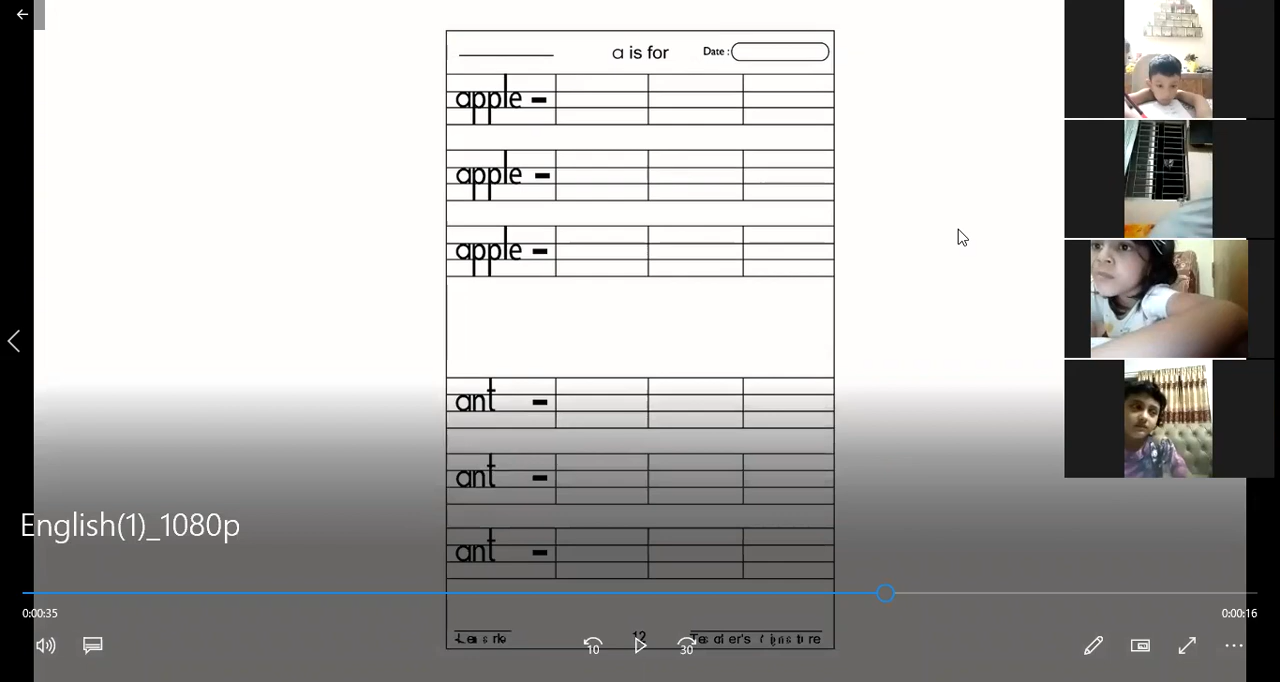 a is for Date :
apple -
apple -
apple -
ant -
ant -
ant -
English(1)_1080p
0:00:35 0:00:16
12
10 30